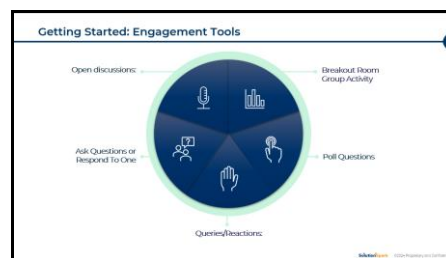 Getting Started: Engagement Tools
Open discussions:
Breakout Room
Group Activity
Ask Questions or
Respond To One
Poll Questions
Queries/Reactions: